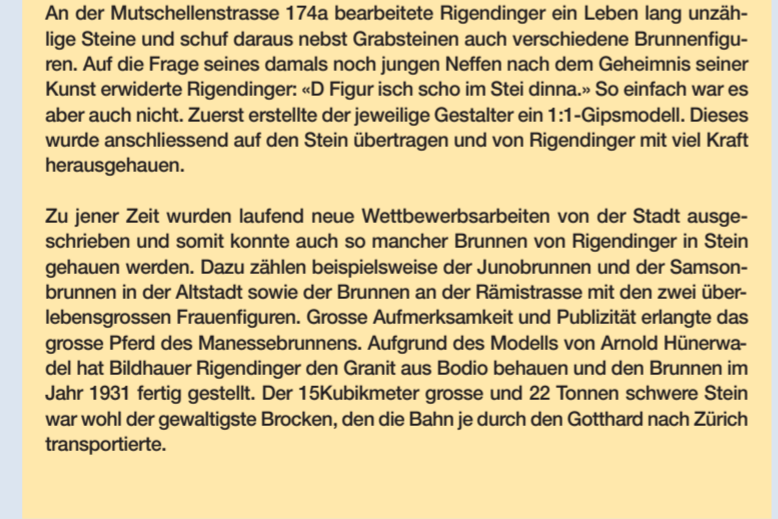 An der Mutschellenstrasse 174a bearbeitete Rigendinger ein Leben lang unzäh-
lige Steine und schuf daraus nebst Grabsteinen auch verschiedene Brunnenfigu-
ren. Auf die Frage seines damals noch jungen Neffen nach dem Geheimnis seiner
Kunst erwiderte Rigendinger: «D Figur isch scho im Stei dinna.» So einfach war es
aber auch nicht. Zuerst erstellte der jeweilige Gestalter ein 1:1-Gipsmodell. Dieses
wurde anschliessend auf den Stein übertragen und von Rigendinger mit viel Kraft
herausgehauen.

Zu jener Zeit wurden laufend neue Wettbewerbsarbeiten von der Stadt ausge-
schrieben und somit konnte auch so mancher Brunnen von Rigendinger in Stein
gehauen werden. Dazu zählen beispielsweise der Junobrunnen und der Samson-
brunnen in der Altstadt sowie der Brunnen an der Rämistrasse mit den zwei über-
lebensgrossen Frauenfiguren. Grosse Aufmerksamkeit und Publizität erlangte das
grosse Pferd des Manessebrunnens. Aufgrund des Modells von Arnold Hünerwa-
del hat Bildhauer Rigendinger den Granit aus Bodio behauen und den Brunnen im
Jahr 1931 fertig gestellt. Der 15Kubikmeter grosse und 22 Tonnen schwere Stein
war wohl der gewaltigste Brocken, den die Bahn je durch den Gotthard nach Zürich
transportierte.